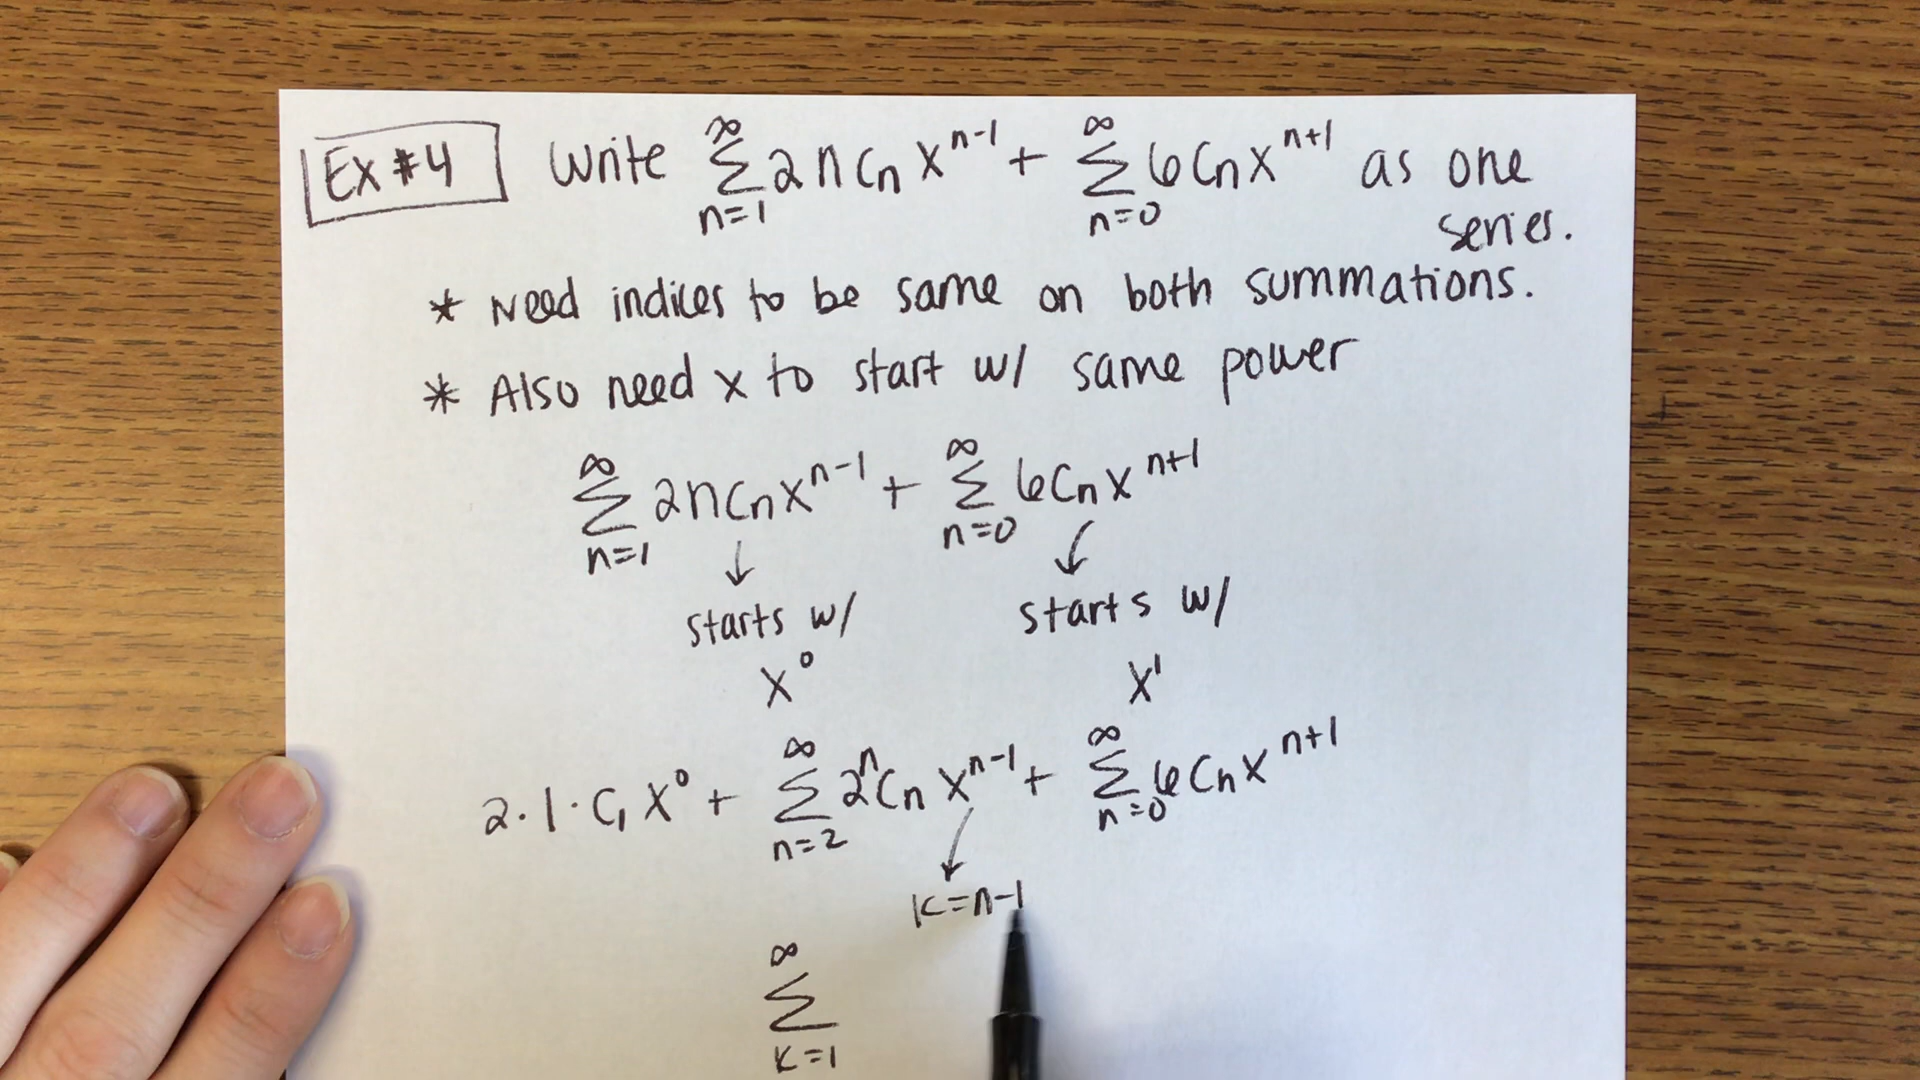 Ex #4 Write ∞ Σ n=1 2nCₙxⁿ⁻¹ + ∞ Σ n=0 6Cₙxⁿ⁺¹ as one
series.
* Need indices to be same on both summations.
* Also need x to start w/ same power
∞ Σ n=1 2nCₙxⁿ⁻¹ + ∞ Σ n=0 6Cₙxⁿ⁺¹
↓ ↓
starts w/ starts w/
x⁰ x¹
2·1·C₁x⁰ + ∞ Σ n=2 2ⁿCₙxⁿ⁻¹ + ∞ Σ n=0 6Cₙxⁿ⁺¹
↓
k=n-1
∞ Σ k=1